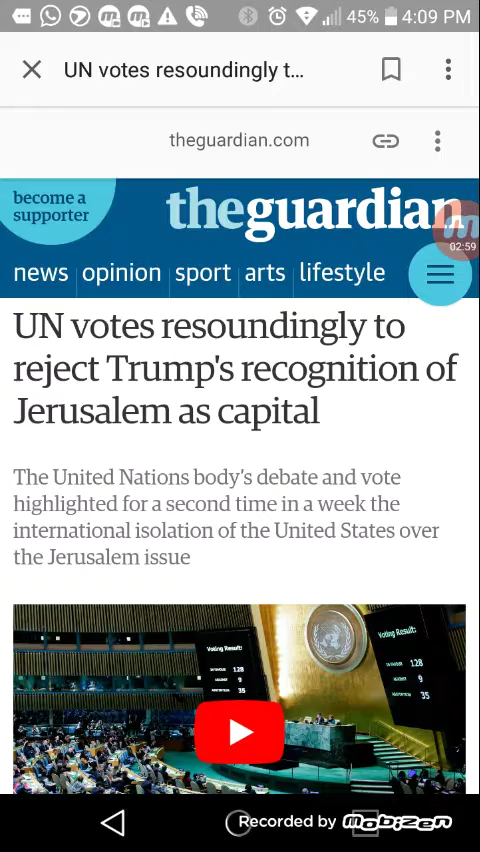 45% 4:09 PM
UN votes resoundingly t...
theguardian.com
become a
supporter
theguardian
02:59
news opinion sport arts lifestyle
UN votes resoundingly to
reject Trump's recognition of
Jerusalem as capital
The United Nations body's debate and vote
highlighted for a second time in a week the
international isolation of the United States over
the Jerusalem issue
Voting Result:
128
9
35
Voting Result:
128
9
35
Recorded by Mobizen